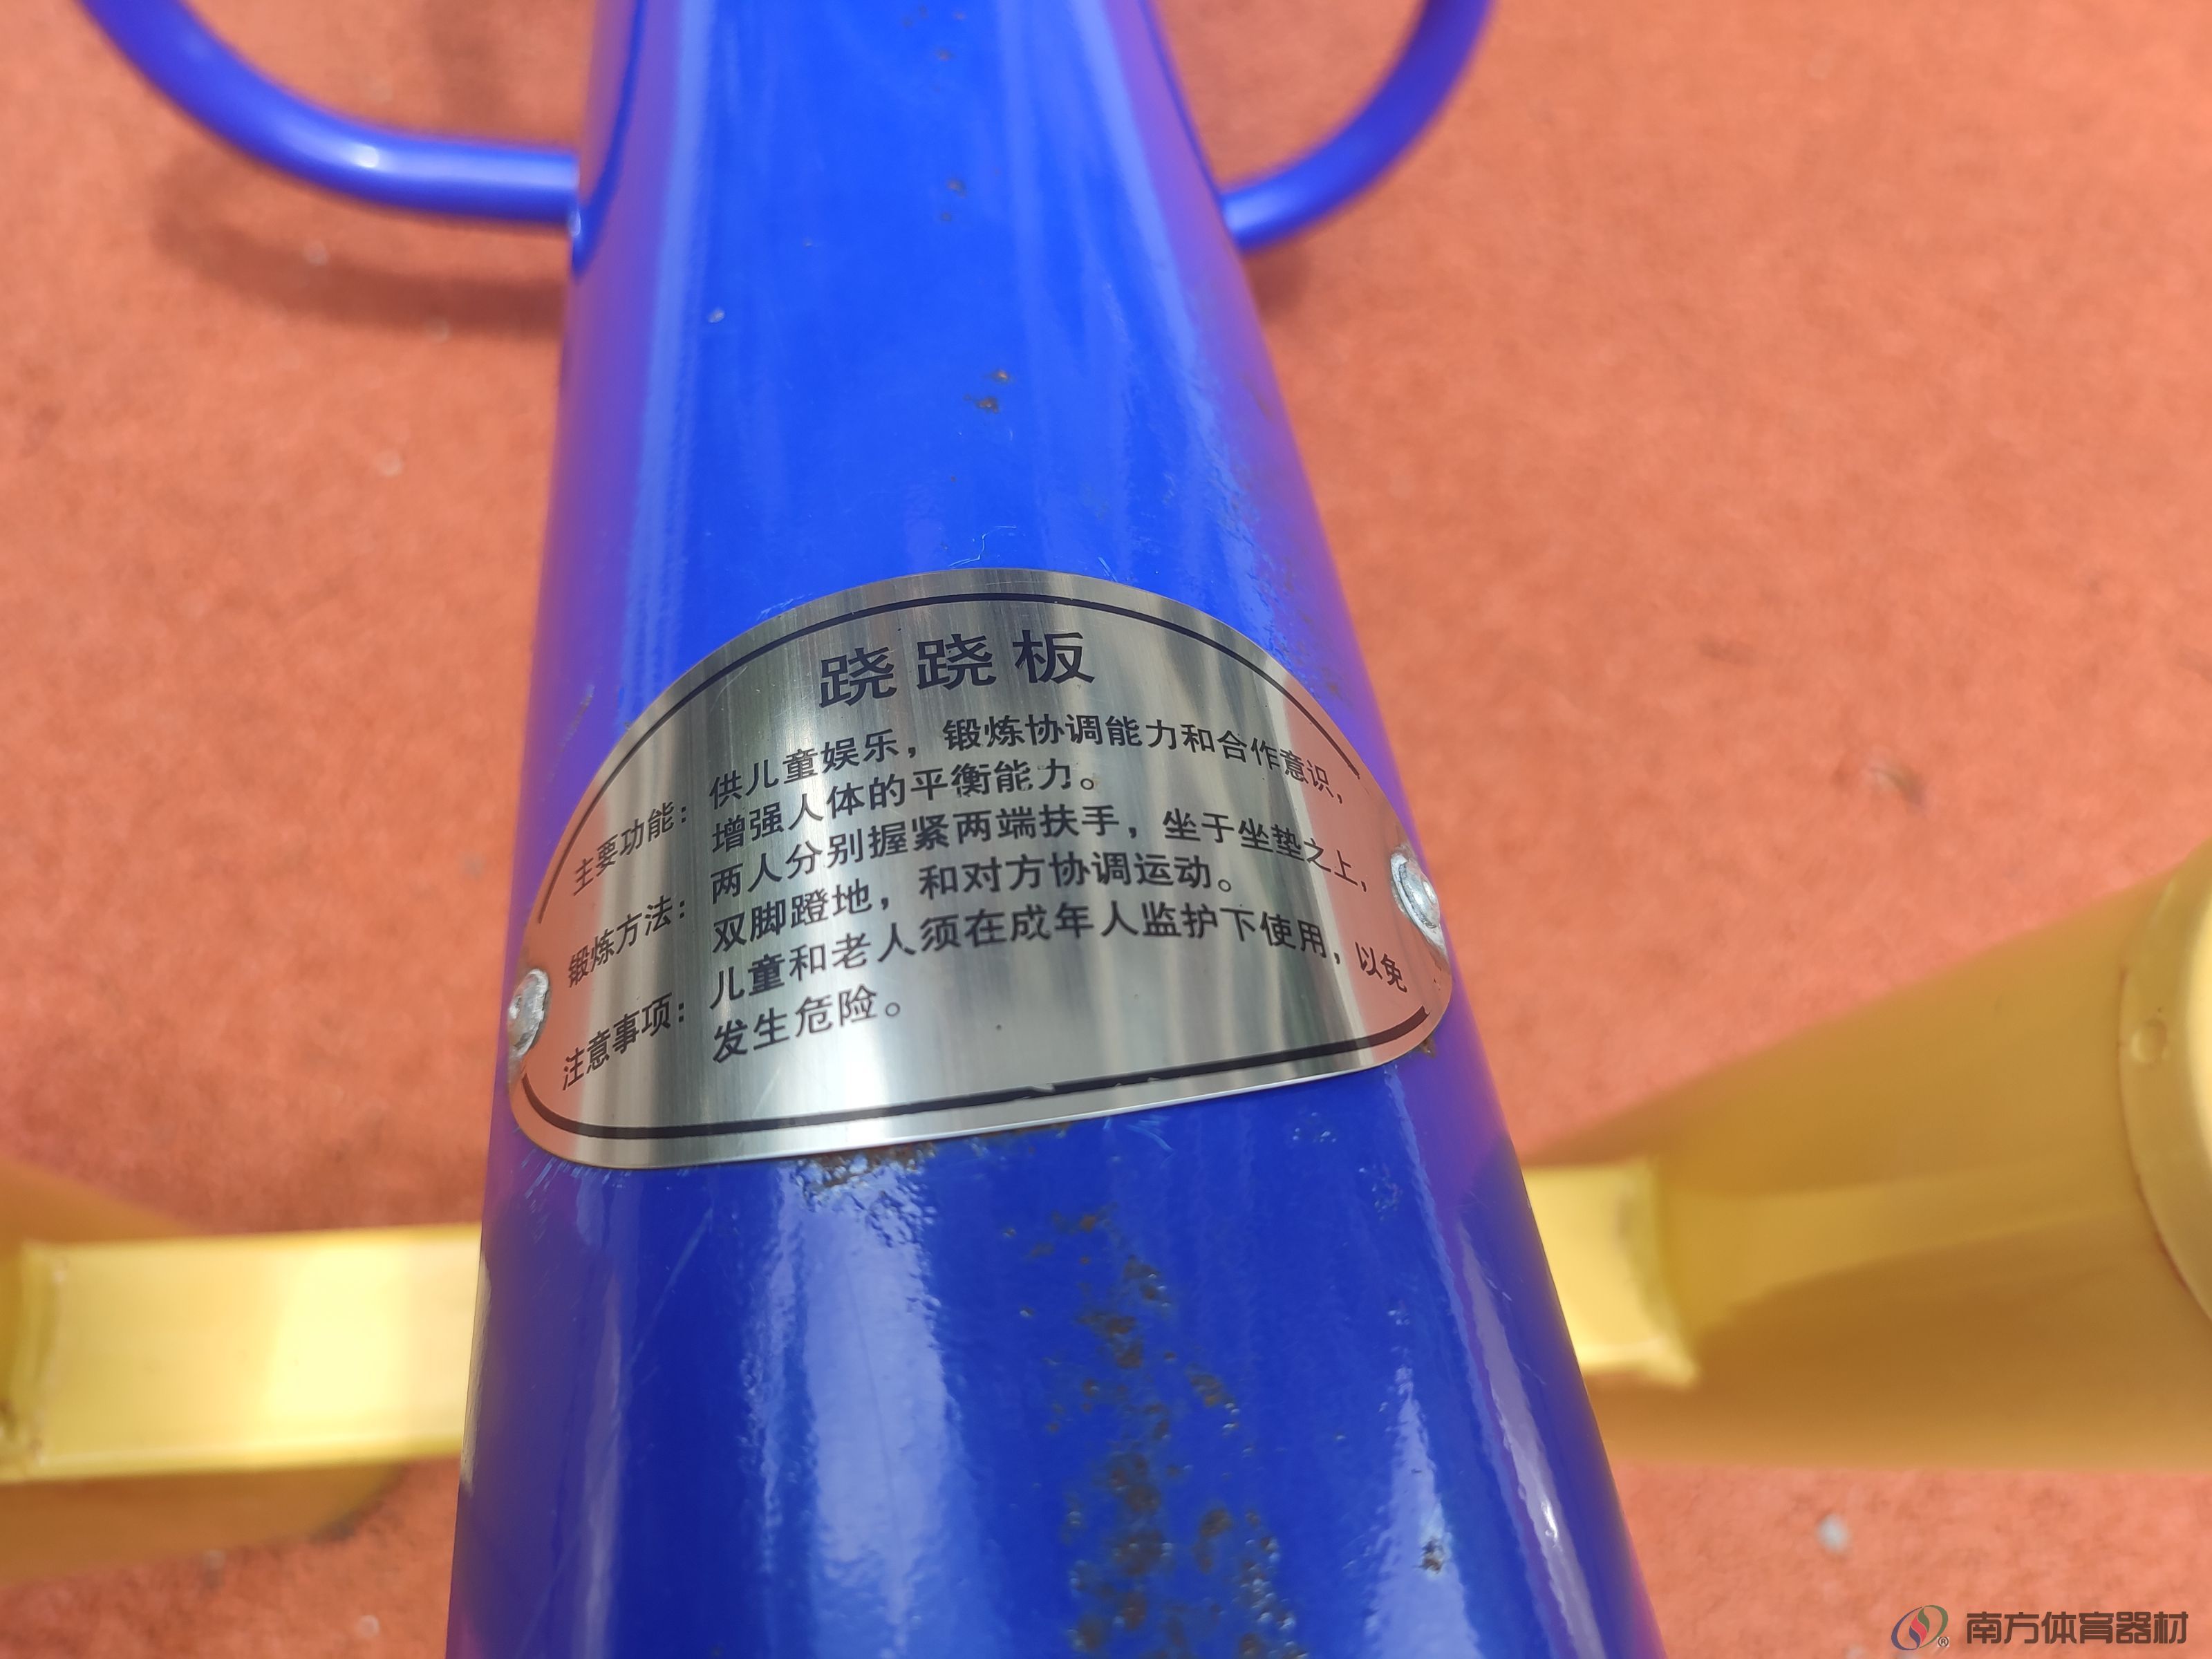 跷跷板
主要功能：供儿童娱乐，锻炼协调能力和合作意识，
增强人体的平衡能力。
锻炼方法：两人分别握紧两端扶手，坐于坐垫之上，
双脚蹬地，和对方协调运动。
注意事项：儿童和老人须在成年人监护下使用，以免
发生危险。
南方体育器材